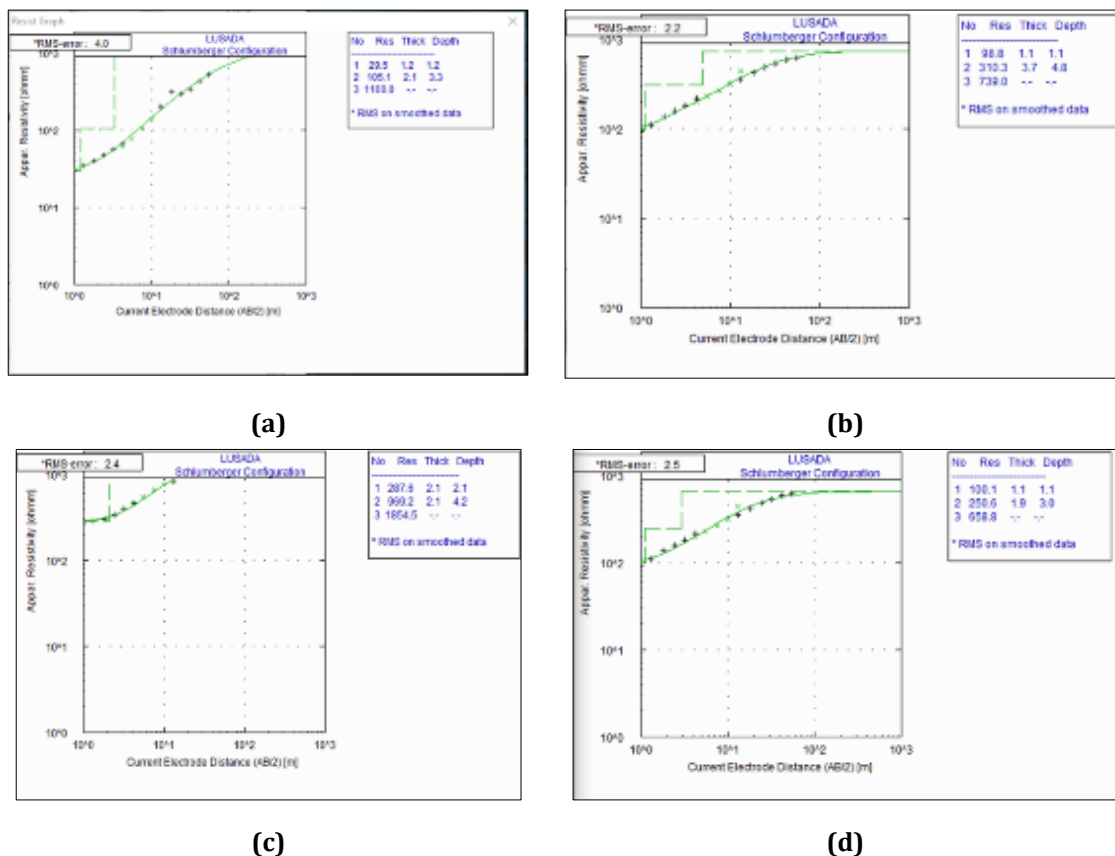 Resist Graph
*RMS-error: 4.0
LUSADA
Schlumberger Configuration
No Res Thick Depth
1 29.5 1.2 1.2
2 105.1 2.1 3.3
3 -.- -.-
* RMS on smoothed data
Appar. Resistivity [ohmm]
10^3
10^2
10^1
10^0
10^0 10^1 10^2 10^3
Current Electrode Distance (AB/2) [m]
(a)
*RMS-error: 2.2
LUSADA
Schlumberger Configuration
No Res Thick Depth
1 98.8 1.1 1.1
2 310.3 3.7 4.8
3 739.0 -.- -.-
* RMS on smoothed data
Appar. Resistivity [ohmm]
10^3
10^2
10^1
10^0
10^0 10^1 10^2 10^3
Current Electrode Distance (AB/2) [m]
(b)
*RMS-error: 2.4
LUSADA
Schlumberger Configuration
No Res Thick Depth
1 287.6 2.1 2.1
2 969.2 2.1 4.2
3 1854.5 -.- -.-
* RMS on smoothed data
Appar. Resistivity [ohmm]
10^3
10^2
10^1
10^0
10^0 10^1 10^2 10^3
Current Electrode Distance (AB/2) [m]
(c)
*RMS-error: 2.5
LUSADA
Schlumberger Configuration
No Res Thick Depth
1 100.1 1.1 1.1
2 250.6 1.9 3.0
3 658.8 -.- -.-
* RMS on smoothed data
Appar. Resistivity [ohmm]
10^3
10^2
10^1
10^0
10^0 10^1 10^2 10^3
Current Electrode Distance (AB/2) [m]
(d)